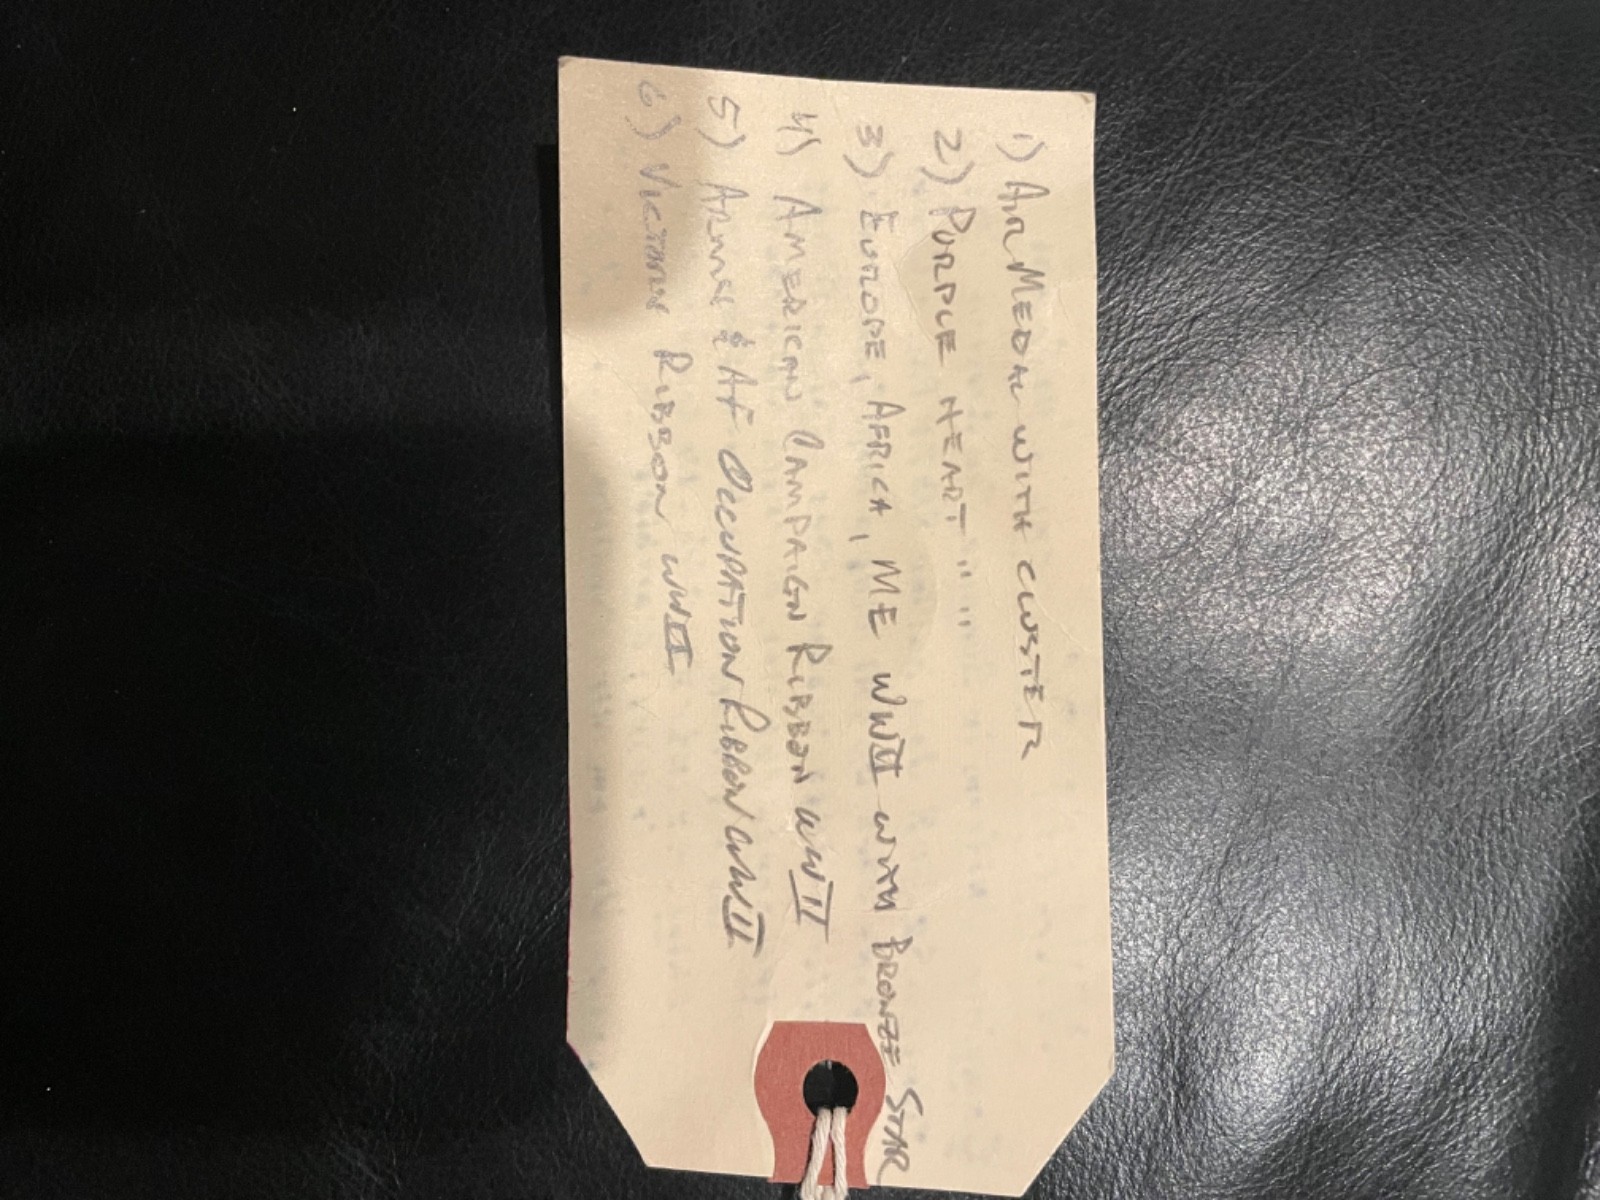 1) AIR MEDAL WITH CLUSTER
2) PURPLE HEART " "
3) EUROPE, AFRICA, ME WWII WITH BRONZE STAR
4) AMERICAN CAMPAIGN RIBBON WWII
5) ARMY & AF OCCUPATION RIBBON WWII
6) VICTORY RIBBON WWII